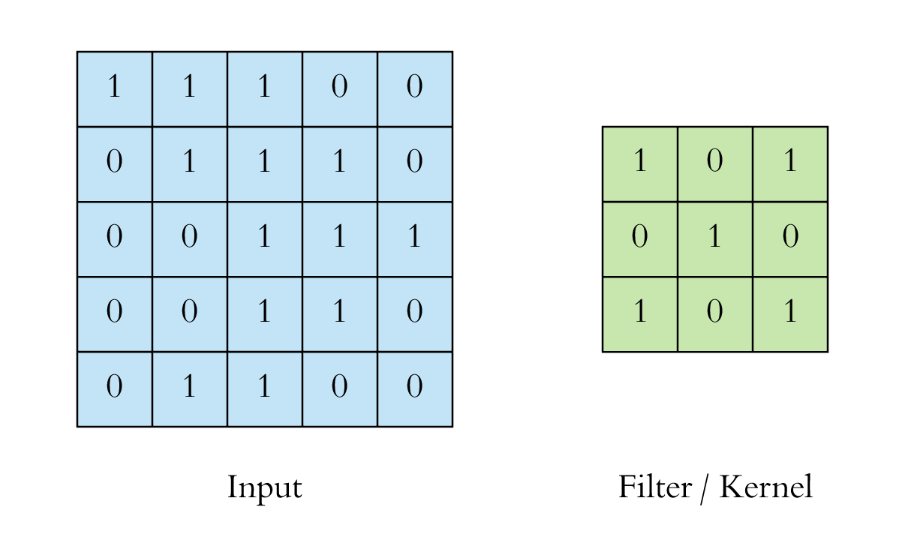 1 1 1 0 0
0 1 1 1 0
0 0 1 1 1
0 0 1 1 0
0 1 1 0 0
Input
1 0 1
0 1 0
1 0 1
Filter / Kernel